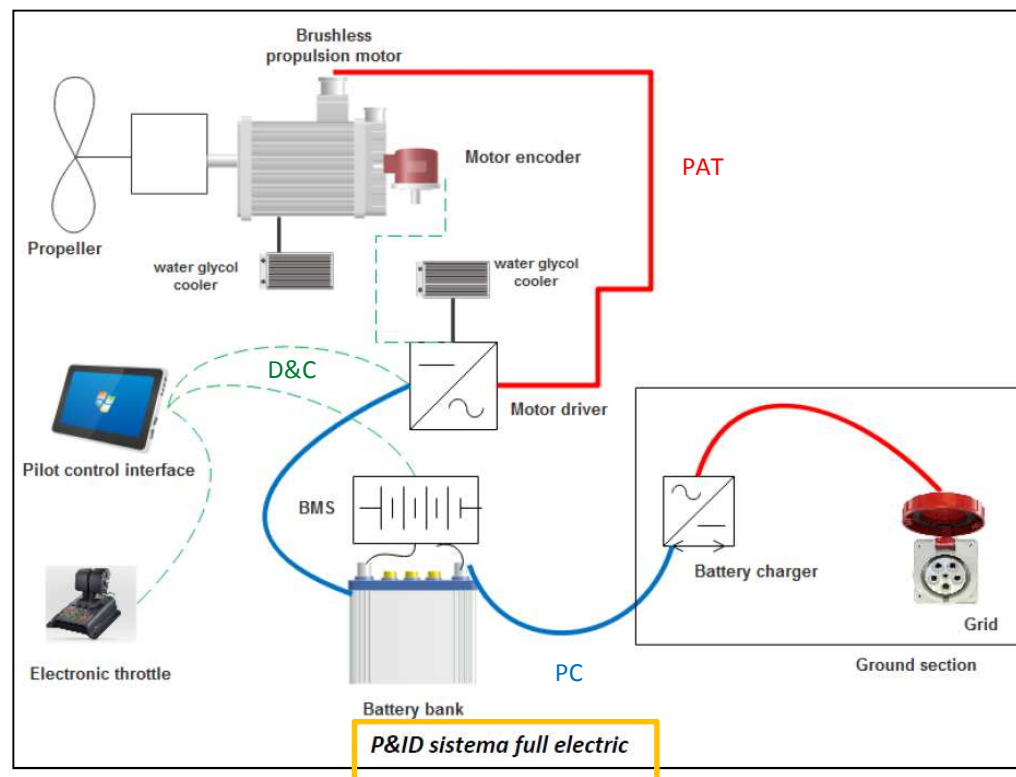 Brushless
propulsion motor
Motor encoder
PAT
Propeller
water glycol
cooler
water glycol
cooler
D&C
Motor driver
Pilot control interface
BMS
Battery charger
Grid
Electronic throttle
PC
Ground section
Battery bank
P&ID sistema full electric